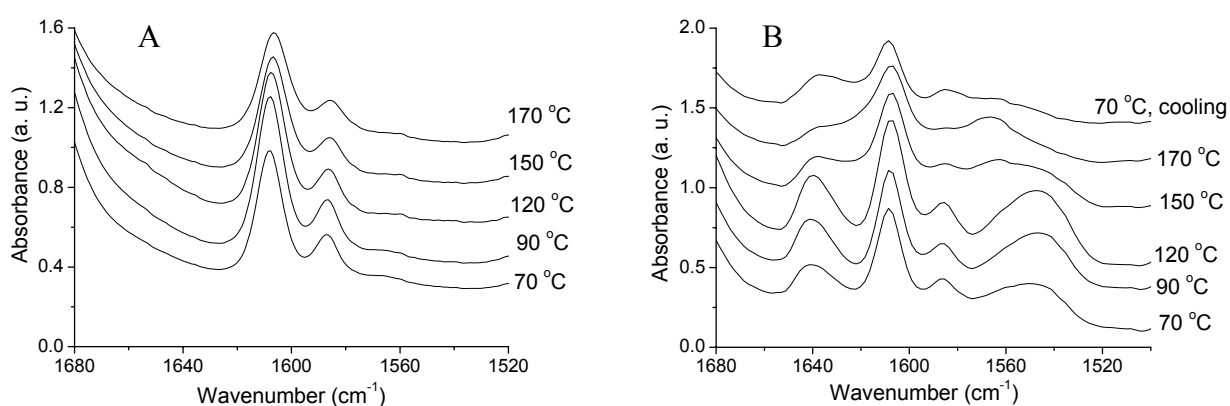 A
1.6
1.2
0.8
0.4
0.0
Absorbance (a. u.)
170 °C
150 °C
120 °C
90 °C
70 °C
1680
1640
1600
1560
1520
Wavenumber (cm⁻¹)
B
2.0
1.5
1.0
0.5
0.0
Absorbance (a. u.)
70 °C, cooling
170 °C
150 °C
120 °C
90 °C
70 °C
1680
1640
1600
1560
1520
Wavenumber (cm⁻¹)